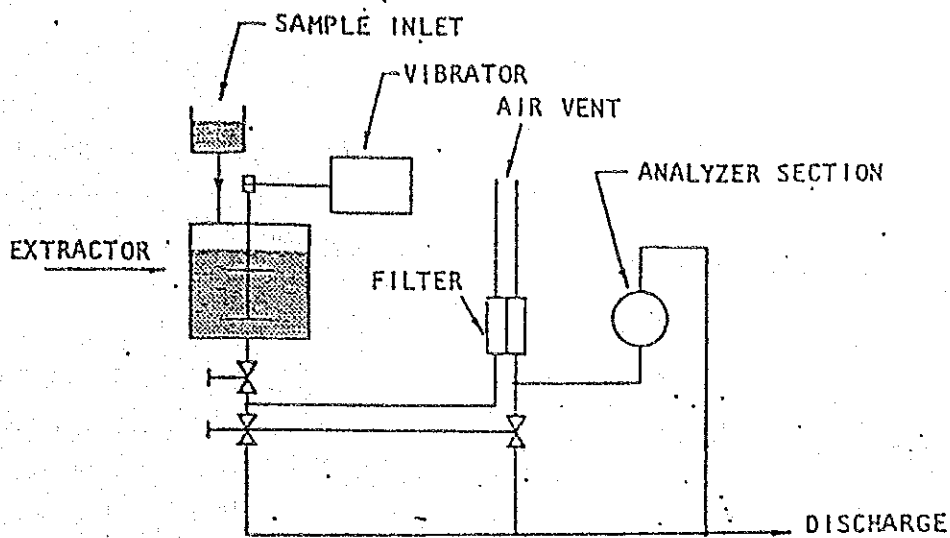 SAMPLE INLET
VIBRATOR
AIR VENT
ANALYZER SECTION
EXTRACTOR
FILTER
DISCHARGE